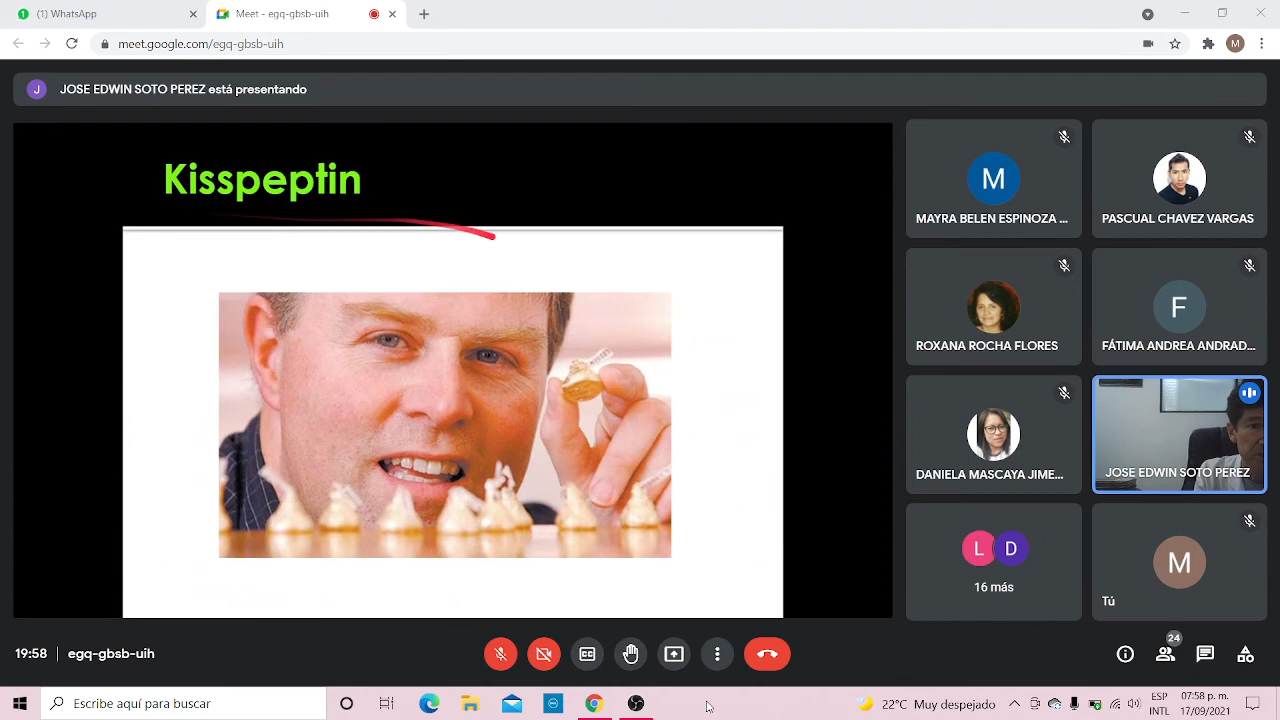 (1) WhatsApp
Meet - egq-gbsb-uih
meet.google.com/egq-gbsb-uih
M
J
JOSE EDWIN SOTO PEREZ está presentando
Kisspeptin
M
MAYRA BELEN ESPINOZA ...
PASCUAL CHAVEZ VARGAS
ROXANA ROCHA FLORES
F
FÁTIMA ANDREA ANDRAD...
DANIELA MASCAYA JIME...
JOSE EDWIN SOTO PEREZ
L D
16 más
M
Tú
19:58 | egq-gbsb-uih
24
Escribe aquí para buscar
22°C Muy despejado
ESP
INTL
07:58 p. m.
17/09/2021